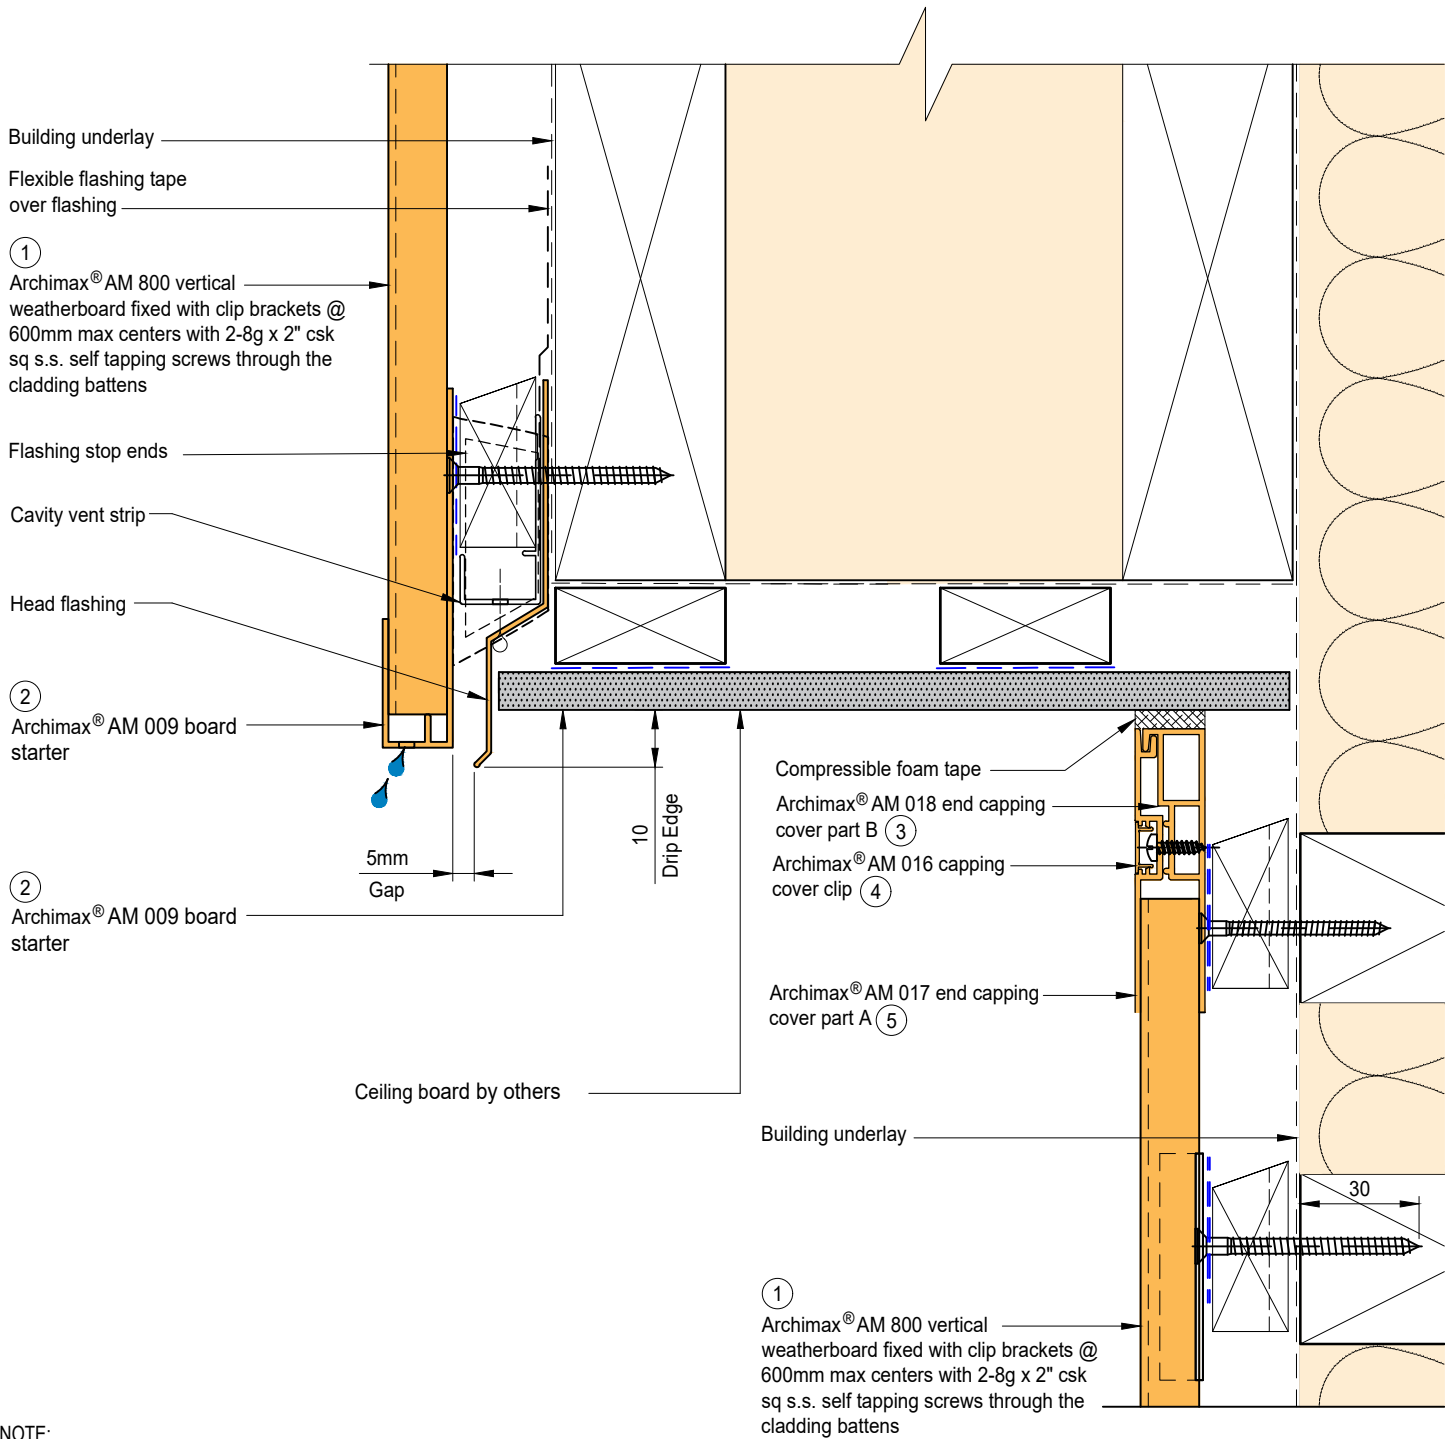 Building underlay
Flexible flashing tape
over flashing
1
Archimax® AM 800 vertical
weatherboard fixed with clip brackets @
600mm max centers with 2-8g x 2" csk
sq s.s. self tapping screws through the
cladding battens
Flashing stop ends
Cavity vent strip
Head flashing
2
Archimax® AM 009 board
starter
5mm
Gap
10
Drip Edge
2
Archimax® AM 009 board
starter
Compressible foam tape
Archimax® AM 018 end capping
cover part B 3
Archimax® AM 016 capping
cover clip 4
Archimax® AM 017 end capping
cover part A 5
Ceiling board by others
Building underlay
30
1
Archimax® AM 800 vertical
weatherboard fixed with clip brackets @
600mm max centers with 2-8g x 2" csk
sq s.s. self tapping screws through the
cladding battens
NOTE: